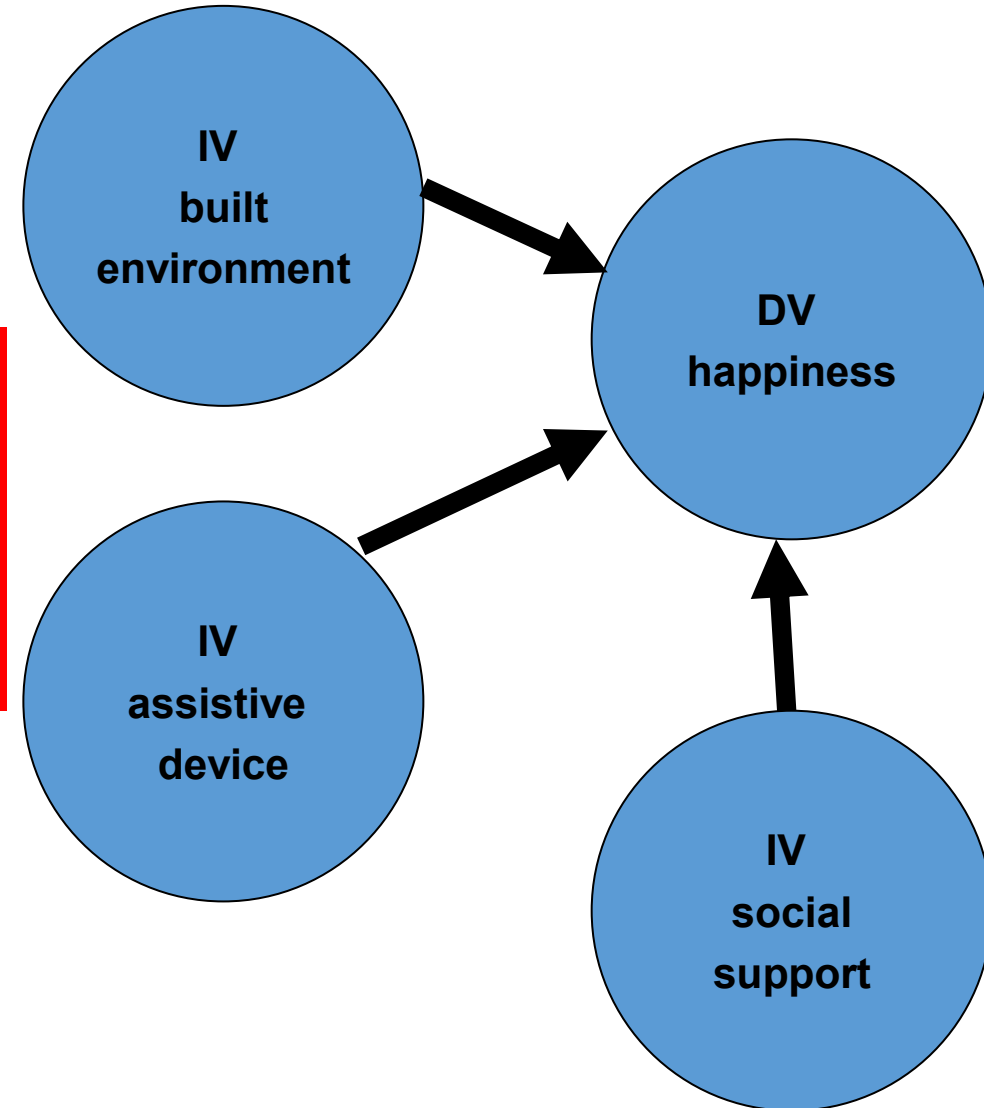 IV
built
environment
DV
happiness
IV
assistive
device
IV
social
support